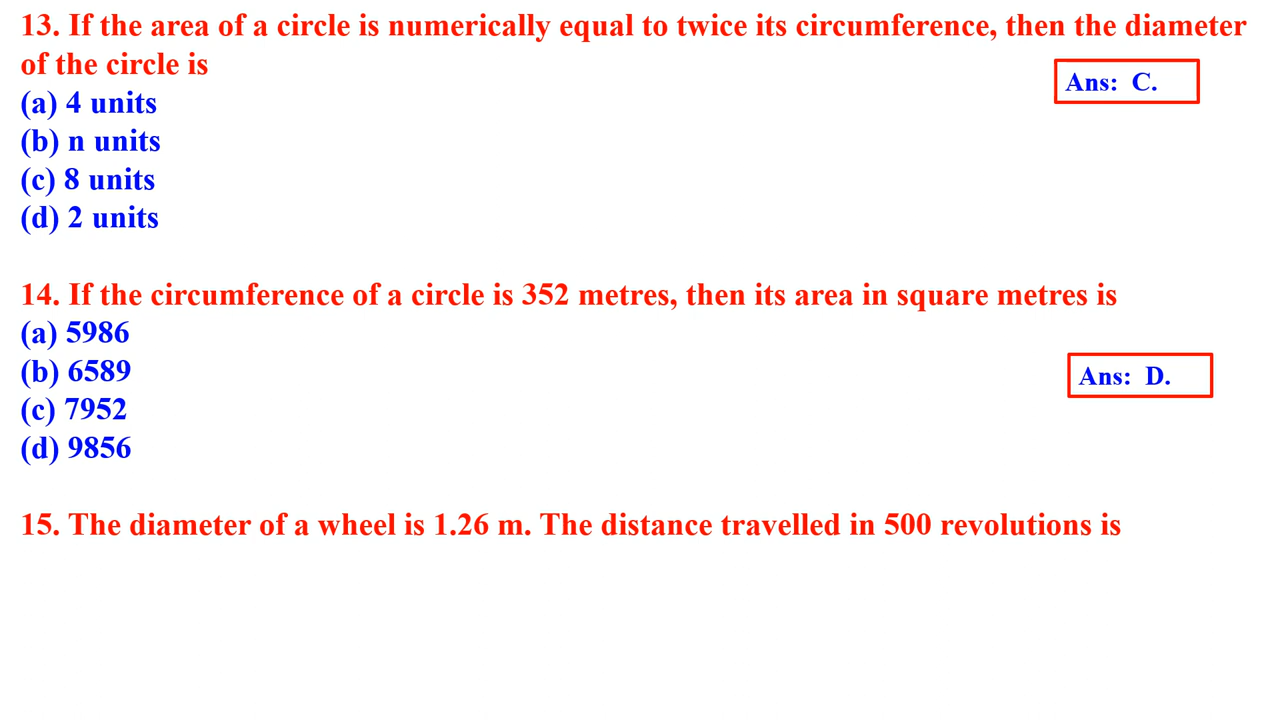 13. If the area of a circle is numerically equal to twice its circumference, then the diameter
of the circle is
Ans: C.
(a) 4 units
(b) n units
(c) 8 units
(d) 2 units
14. If the circumference of a circle is 352 metres, then its area in square metres is
(a) 5986
(b) 6589
Ans: D.
(c) 7952
(d) 9856
15. The diameter of a wheel is 1.26 m. The distance travelled in 500 revolutions is